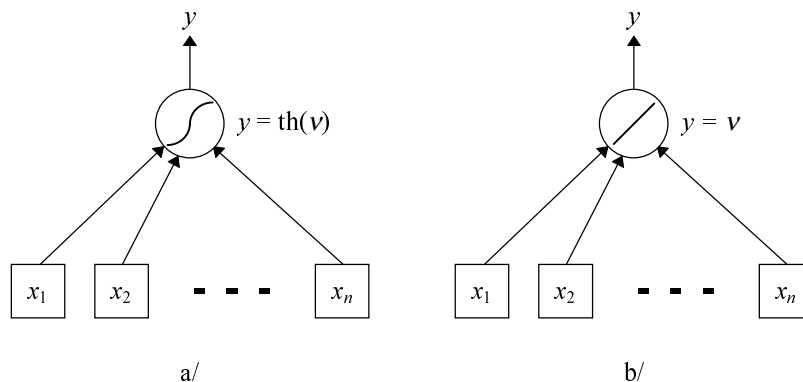 y
y = th(ν)
x₁ x₂ xₙ
a/
y
y = ν
x₁ x₂ xₙ
b/